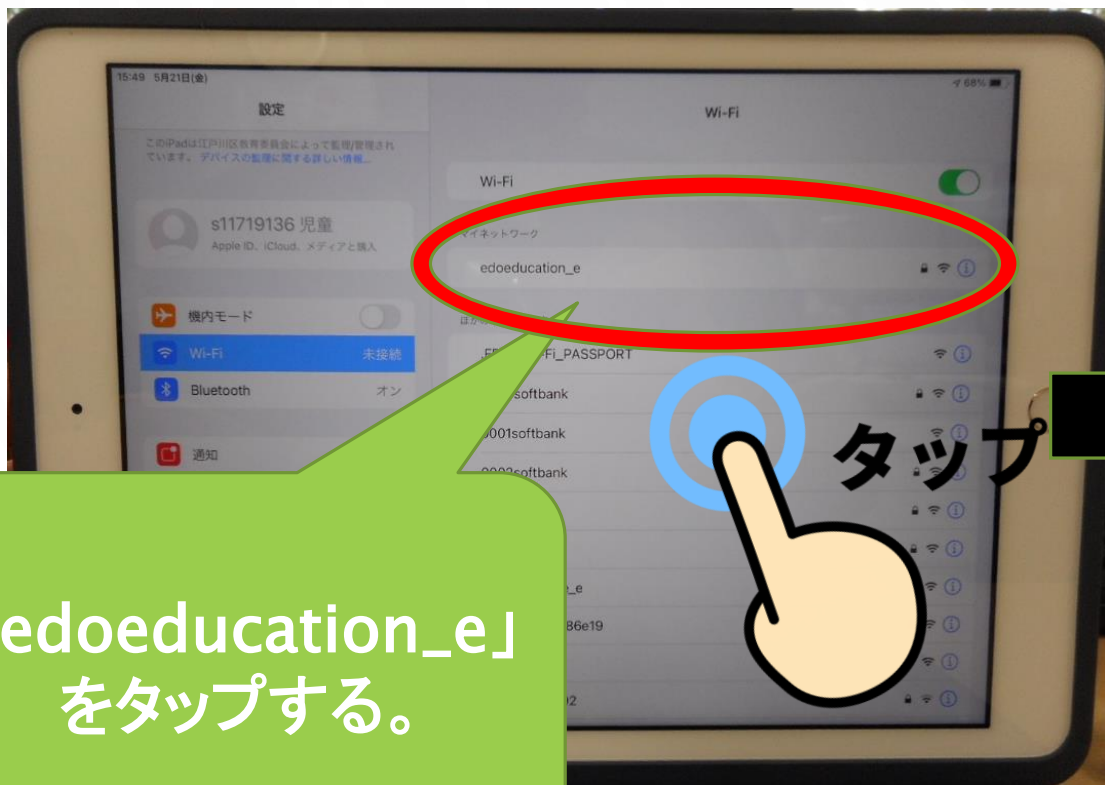 15:49 5月21日(金)
68%
設定
このiPadは江戸川区教育委員会によって監理/管理され
ています。デバイスの監理に関する詳しい情報...
s11719136 児童
Apple ID、iCloud、メディアと購入
機内モード
Wi-Fi 未接続
Bluetooth オン
通知
Wi-Fi
Wi-Fi
マイネットワーク
edoeducation_e
Fi_PASSPORT
softbank
0001softbank
0002softbank
_e
86e19
タップ
edoeducation_e」
をタップする。